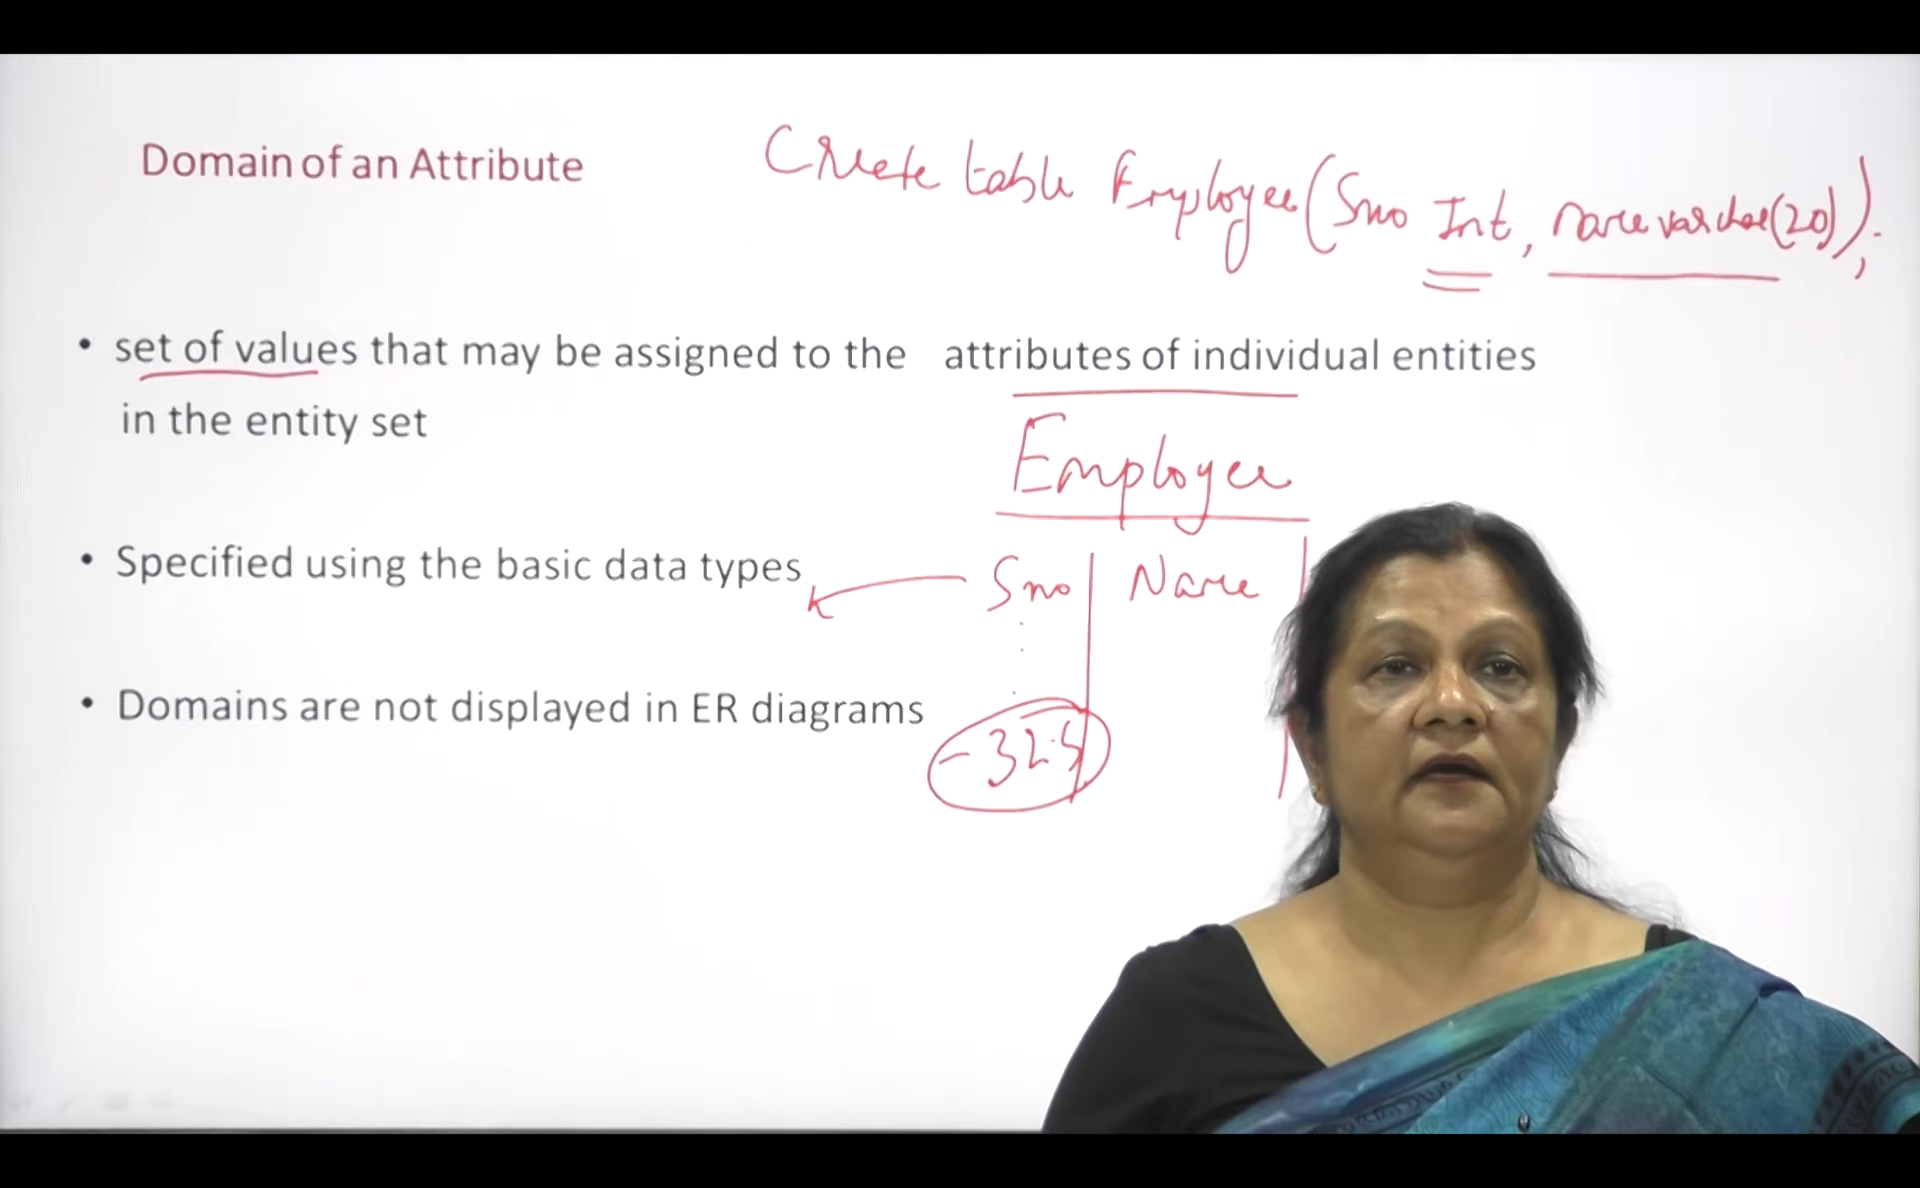 Domain of an Attribute
Create table Employee(Sno Int, name varchar(20));
• set of values that may be assigned to the attributes of individual entities
in the entity set
Employee
• Specified using the basic data types
Sno Name
• Domains are not displayed in ER diagrams
-32.5